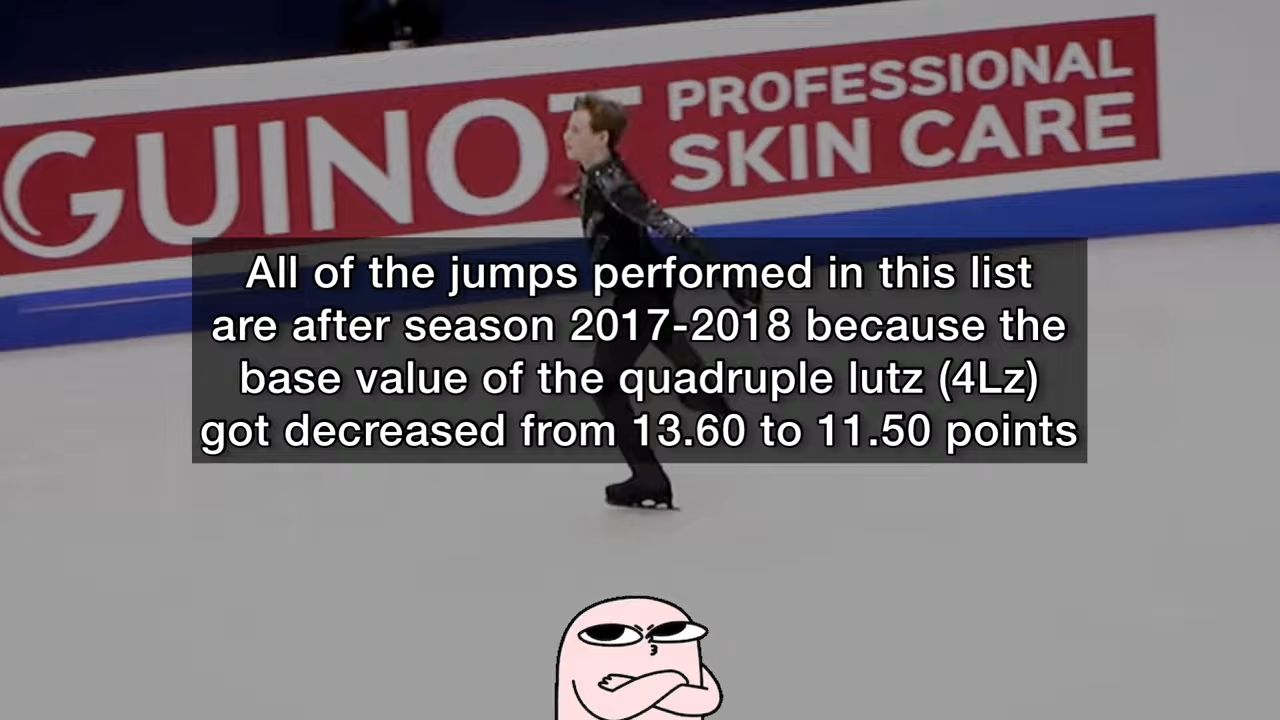 GUINOT
PROFESSIONAL
SKIN CARE
All of the jumps performed in this list
are after season 2017-2018 because the
base value of the quadruple lutz (4Lz)
got decreased from 13.60 to 11.50 points